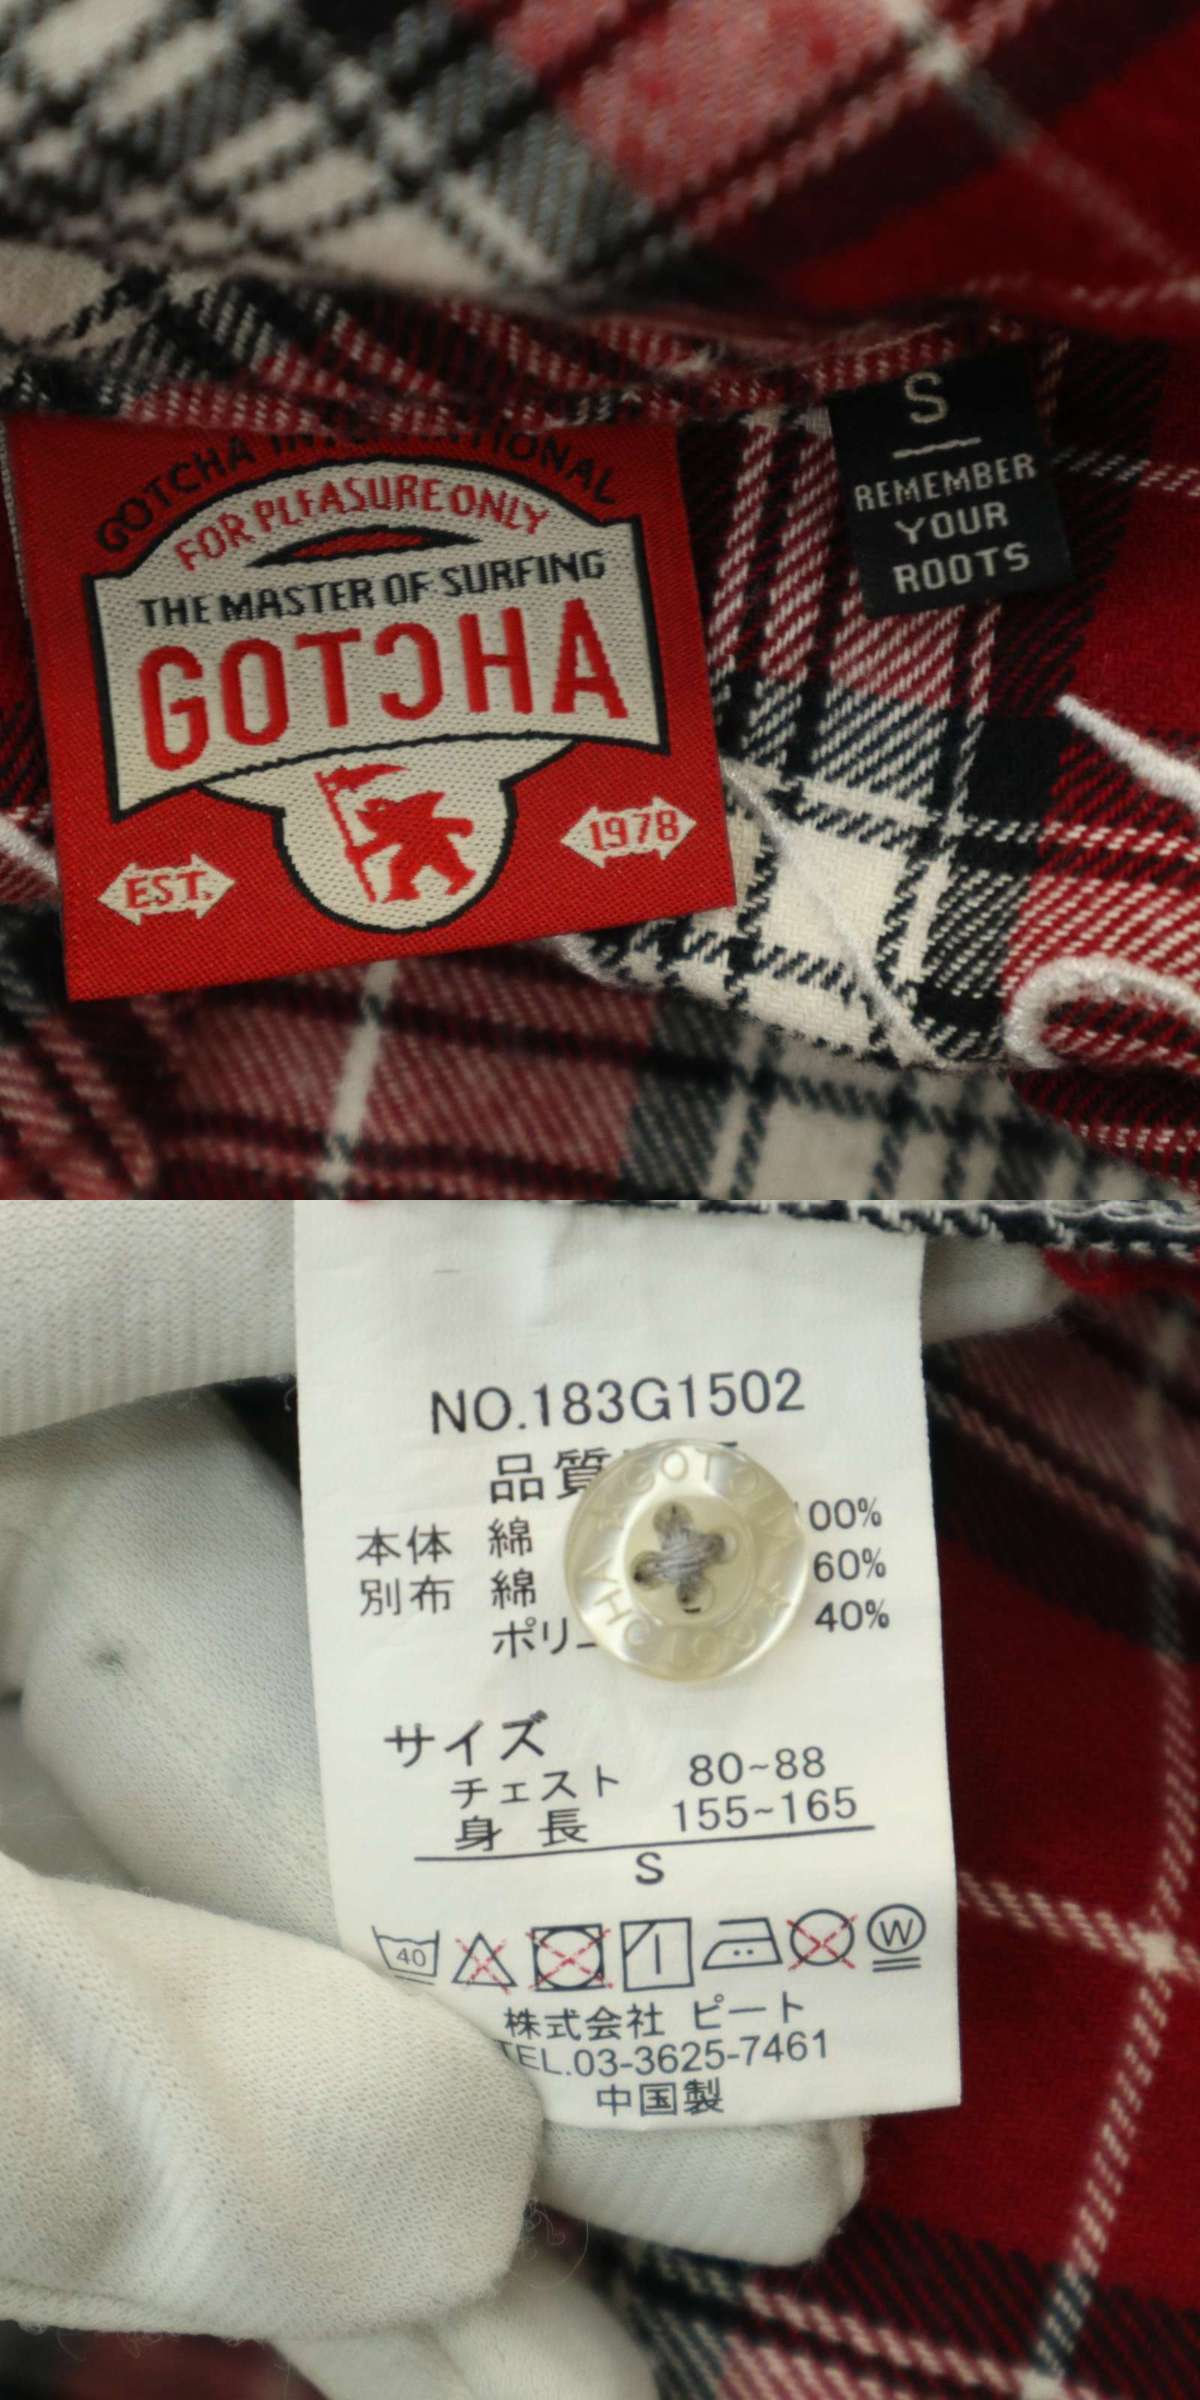 GOTCHA INTERNATIONAL
FOR PLEASURE ONLY
THE MASTER OF SURFING
GOTƆHA
EST.
1978
S
REMEMBER
YOUR
ROOTS
NO.183G1502
品質
本体 綿 100%
別布 綿 60%
ポリ 40%
サイズ
チェスト 80~88
身長 155~165
S
40
W
株式会社 ピート
TEL.03-3625-7461
中国製